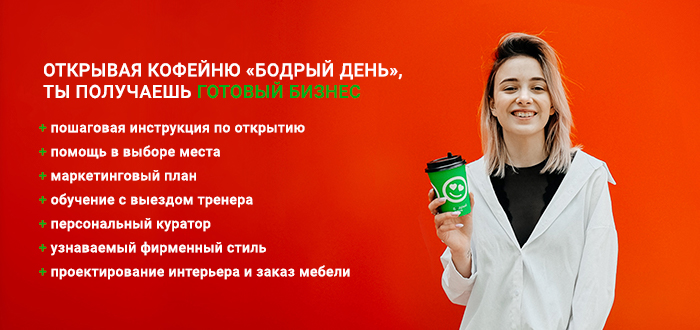 ОТКРЫВАЯ КОФЕЙНЮ «БОДРЫЙ ДЕНЬ»,
ТЫ ПОЛУЧАЕШЬ ГОТОВЫЙ БИЗНЕС
+ пошаговая инструкция по открытию
+ помощь в выборе места
+ маркетинговый план
+ обучение с выездом тренера
+ персональный куратор
+ узнаваемый фирменный стиль
+ проектирование интерьера и заказ мебели